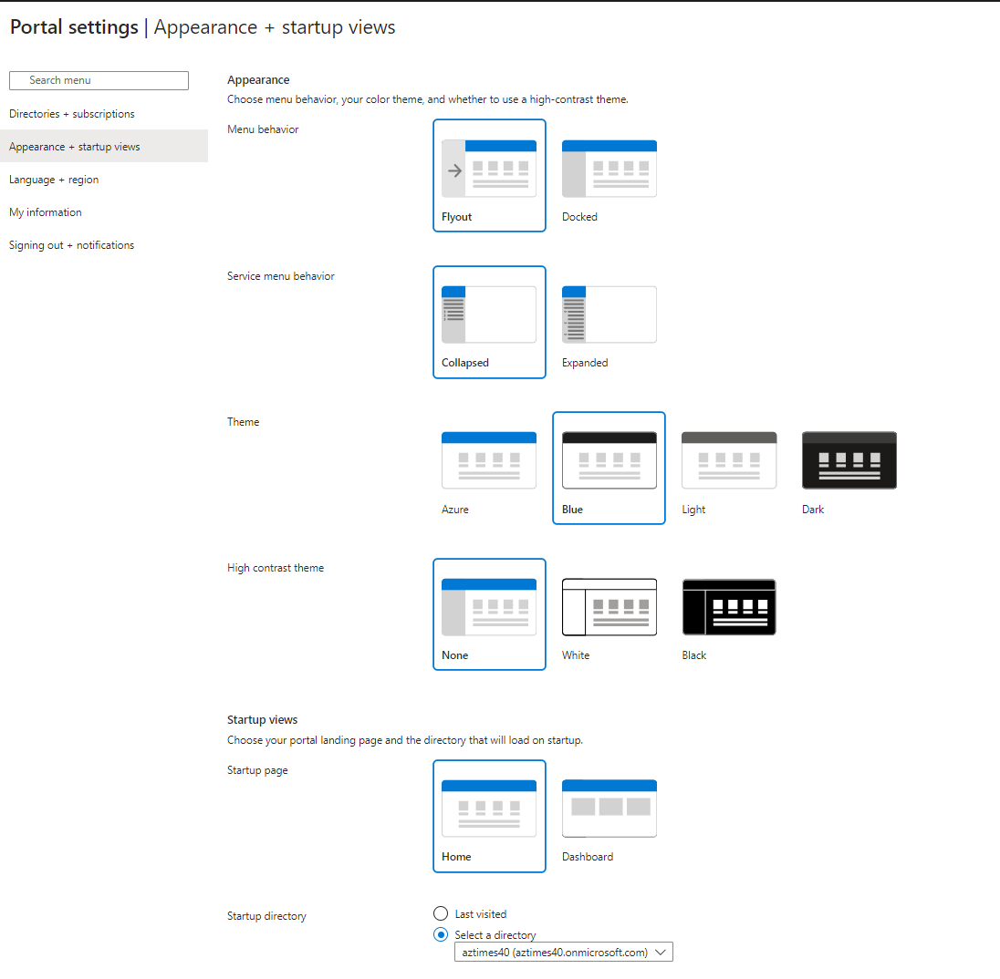 Portal settings | Appearance + startup views
Search menu
Directories + subscriptions
Appearance + startup views
Language + region
My information
Signing out + notifications
Appearance
Choose menu behavior, your color theme, and whether to use a high-contrast theme.
Menu behavior
Flyout
Docked
Service menu behavior
Collapsed
Expanded
Theme
Azure
Blue
Light
Dark
High contrast theme
None
White
Black
Startup views
Choose your portal landing page and the directory that will load on startup.
Startup page
Home
Dashboard
Startup directory
Last visited
Select a directory
aztimes40 (aztimes40.onmicrosoft.com)